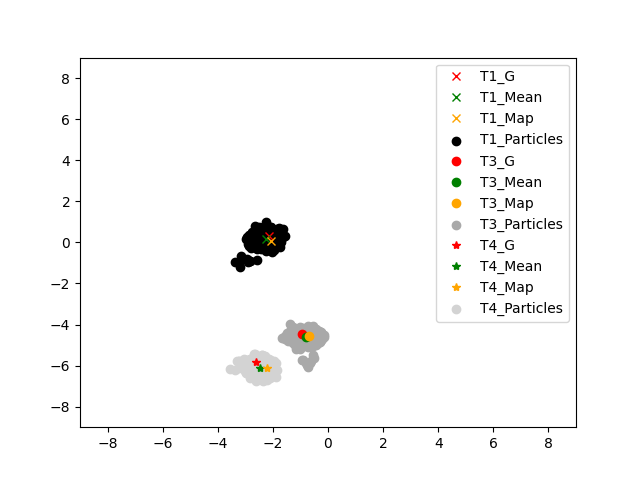 8
6
4
2
0
−2
−4
−6
−8
−8
−6
−4
−2
0
2
4
6
8
T1_G
T1_Mean
T1_Map
T1_Particles
T3_G
T3_Mean
T3_Map
T3_Particles
T4_G
T4_Mean
T4_Map
T4_Particles